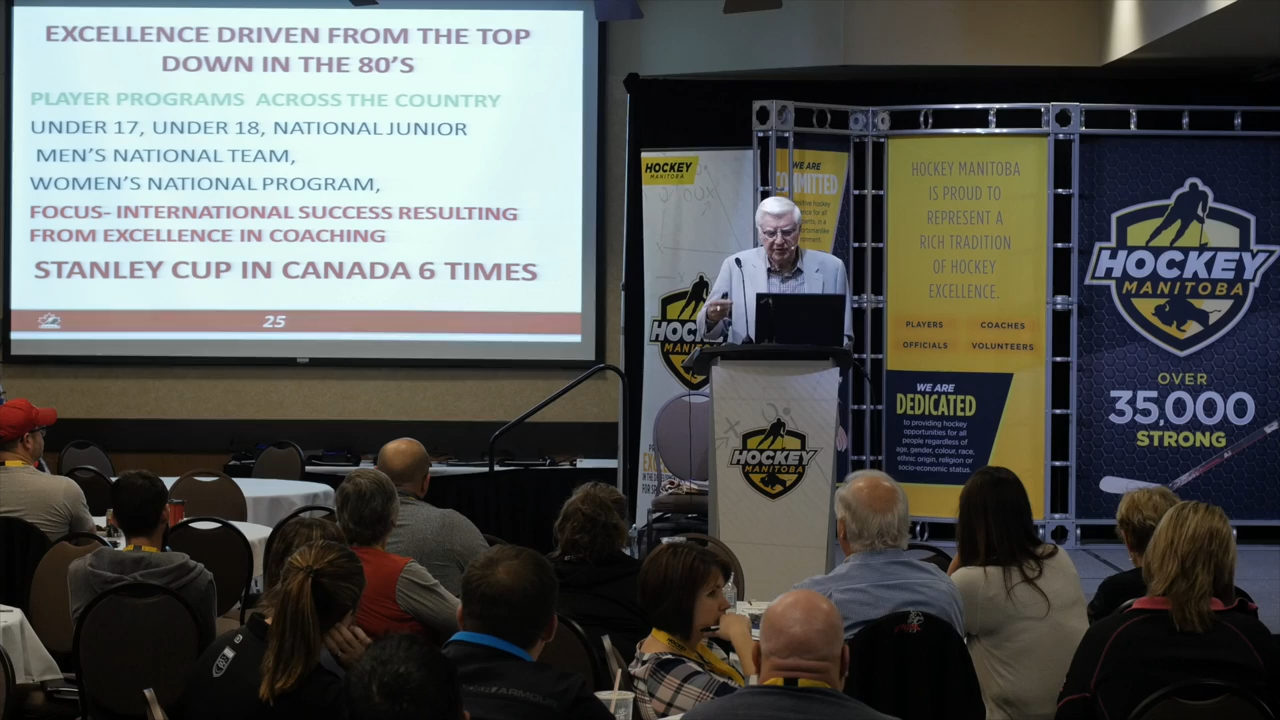 EXCELLENCE DRIVEN FROM THE TOP
DOWN IN THE 80'S
PLAYER PROGRAMS ACROSS THE COUNTRY
UNDER 17, UNDER 18, NATIONAL JUNIOR
MEN'S NATIONAL TEAM,
WOMEN'S NATIONAL PROGRAM,
FOCUS- INTERNATIONAL SUCCESS RESULTING
FROM EXCELLENCE IN COACHING
STANLEY CUP IN CANADA 6 TIMES
25
HOCKEY
MANITOBA
WE ARE
HOCKEY
MANITOBA
HOCKEY MANITOBA
IS PROUD TO
REPRESENT A
RICH TRADITION
OF HOCKEY
EXCELLENCE.
PLAYERS COACHES
OFFICIALS VOLUNTEERS
WE ARE
DEDICATED
to providing hockey
opportunities for all
people regardless of
age, gender, colour, race,
ethnic origin, religion or
socio-economic status.
HOCKEY
MANITOBA
OVER
35,000
STRONG
HOCKEY
MANITOBA